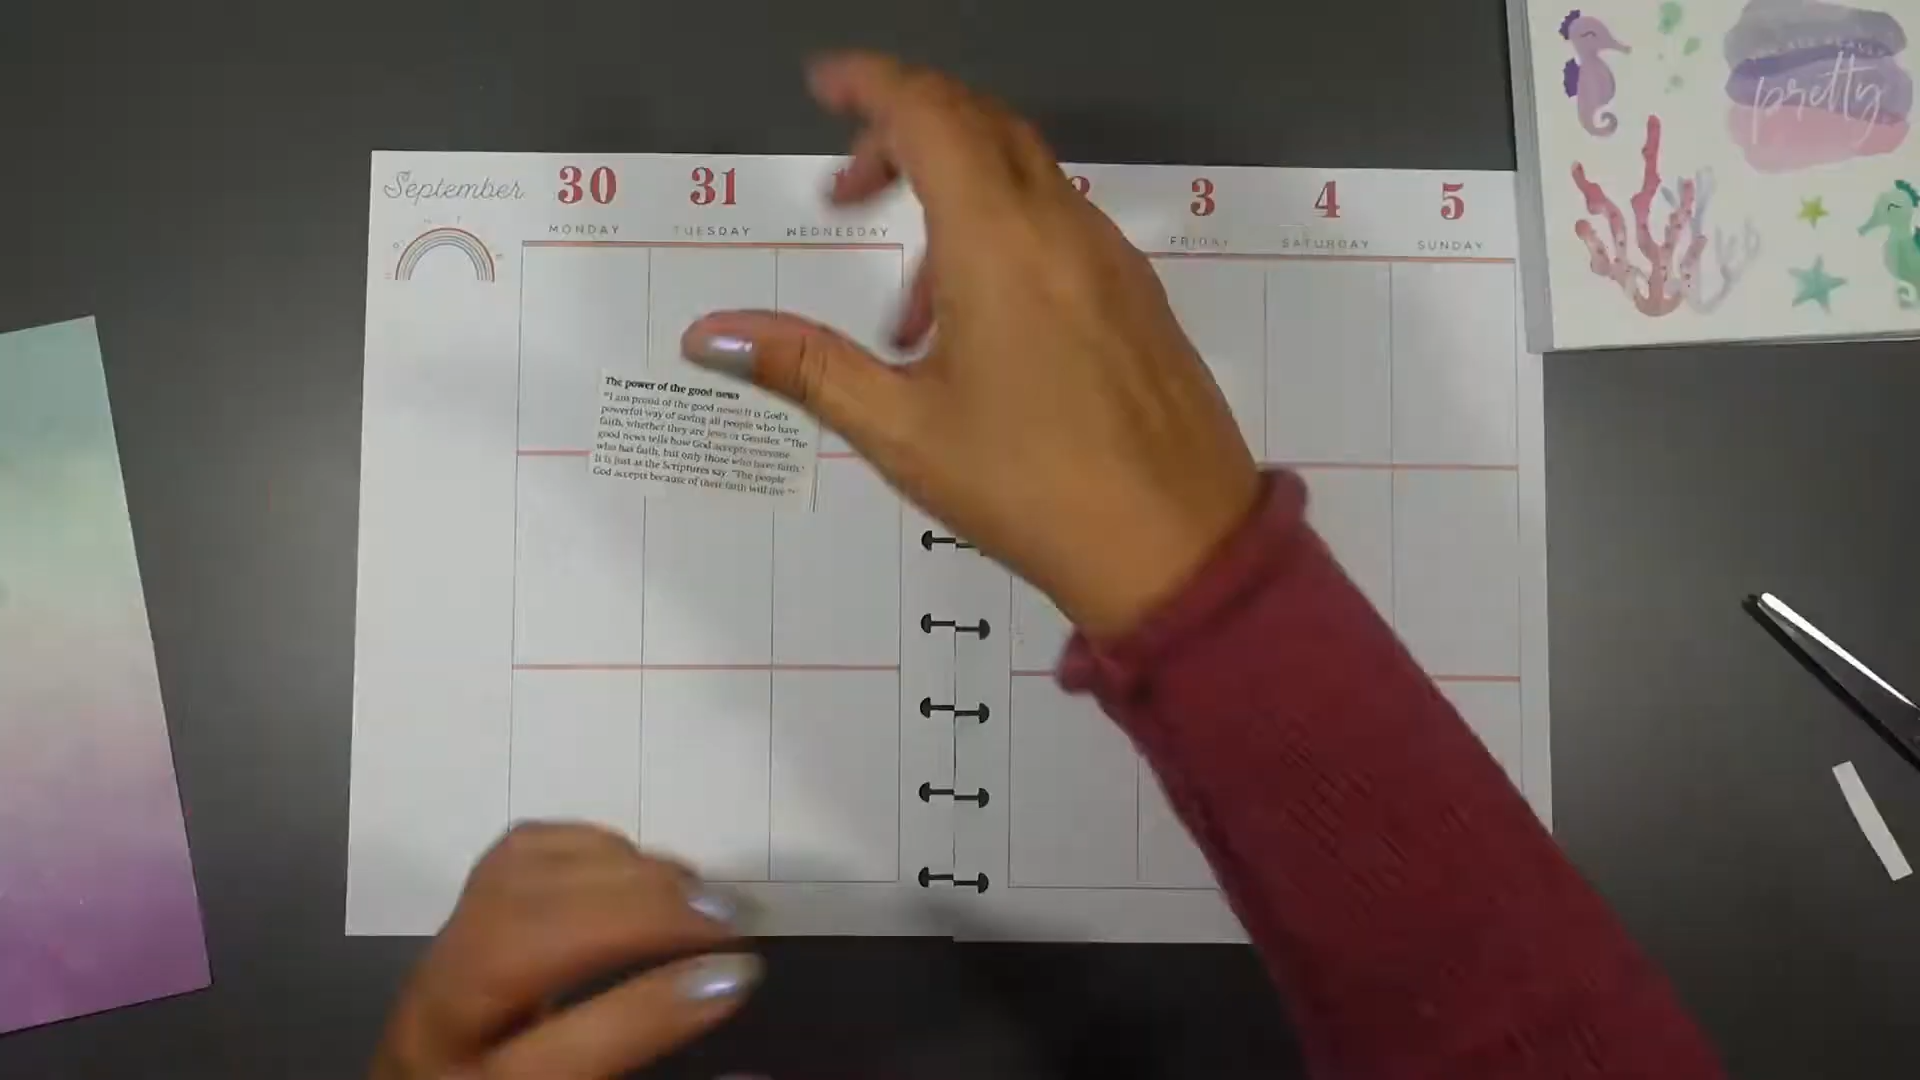 September
30
31
3
4
5
MONDAY
TUESDAY
WEDNESDAY
FRIDAY
SATURDAY
SUNDAY
The power of the good news
"I am proud of the good news! It is God's
powerful way of saving all people who have
faith, whether they are Jews or Gentiles. "The
good news tells how God accepts everyone
who has faith, but only those who have faith.
It is just as the Scriptures say, "The people
God accepts because of their faith will live."
pretty